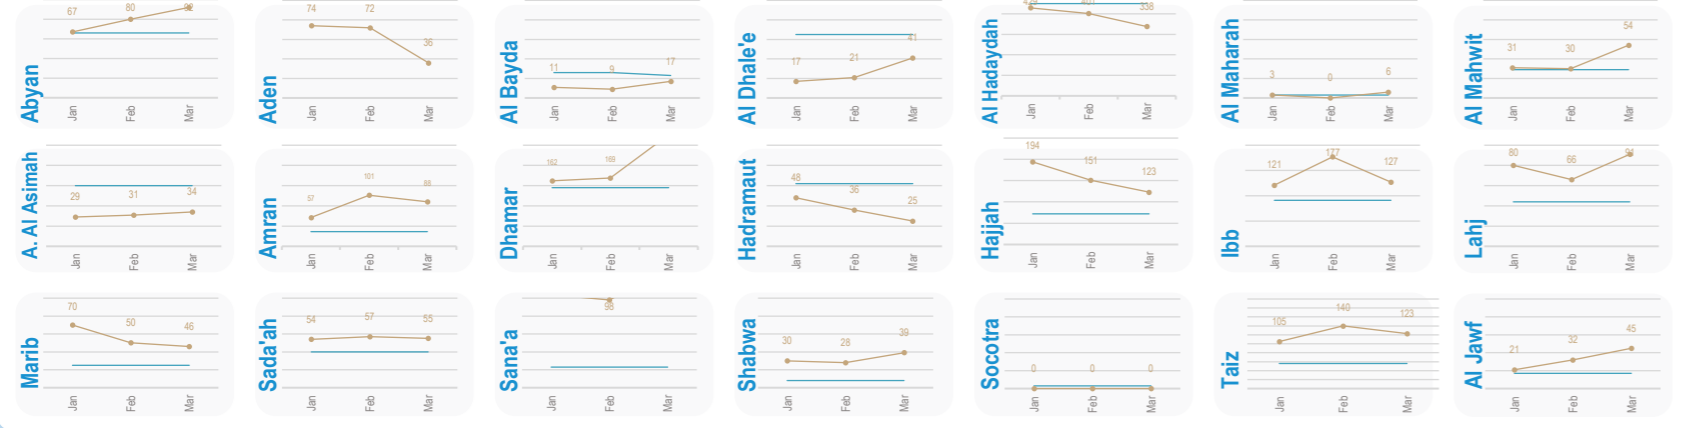 Abyan
67 80 92
Jan Feb Mar
Aden
74 72 36
Jan Feb Mar
Al Bayda
11 9 17
Jan Feb Mar
Al Dhale'e
17 21 41
Jan Feb Mar
Al Hadaydah
338
Jan Feb Mar
Al Maharah
3 0 6
Jan Feb Mar
Al Mahwit
31 30 54
Jan Feb Mar
A. Al Asimah
29 31 34
Jan Feb Mar
Amran
57 101 88
Jan Feb Mar
Dhamar
162 169
Jan Feb Mar
Hadramaut
48 36 25
Jan Feb Mar
Hajjah
194 151 123
Jan Feb Mar
Ibb
121 177 127
Jan Feb Mar
Lahj
80 66 91
Jan Feb Mar
Marib
70 50 46
Jan Feb Mar
Sada'ah
54 57 55
Jan Feb Mar
Sana'a
98
Jan Feb Mar
Shabwa
30 28 39
Jan Feb Mar
Socotra
0 0 0
Jan Feb Mar
Taiz
105 140 123
Jan Feb Mar
Al Jawf
21 32 45
Jan Feb Mar